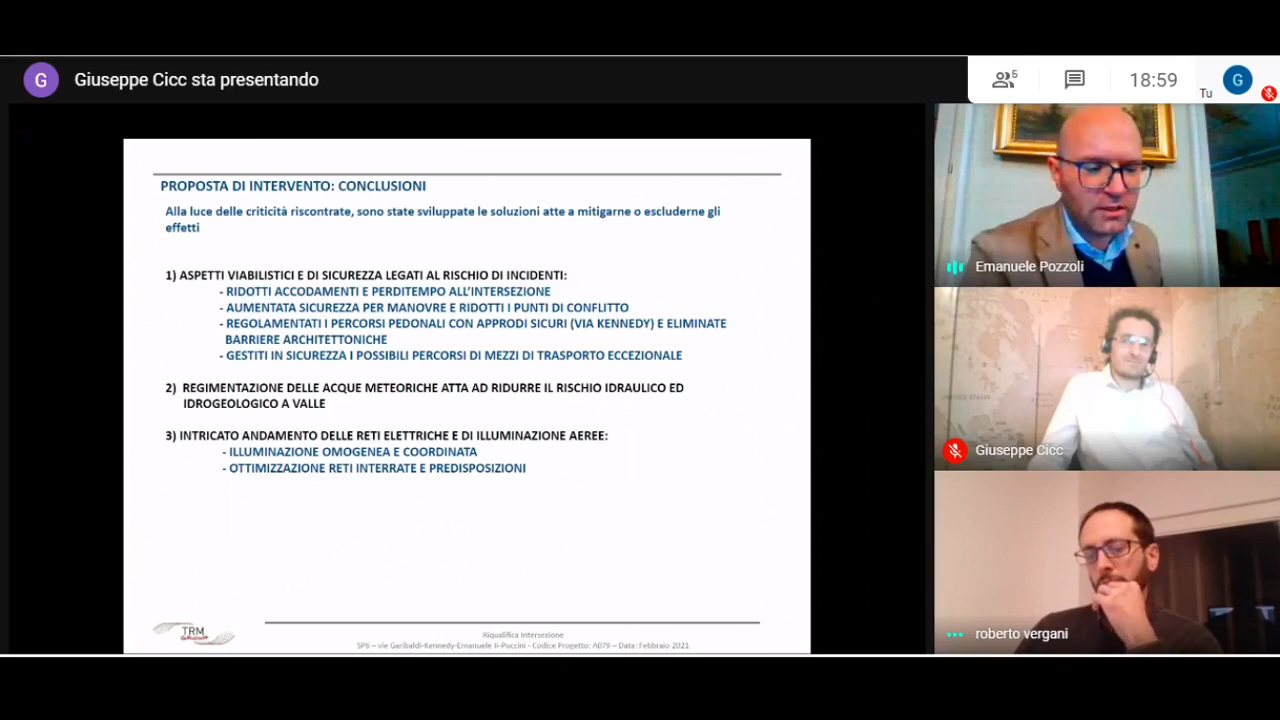 G Giuseppe Cicc sta presentando
5
18:59
Tu
G
PROPOSTA DI INTERVENTO: CONCLUSIONI
Alla luce delle criticità riscontrate, sono state sviluppate le soluzioni atte a mitigarne o escluderne gli
effetti
1) ASPETTI VIABILISTICI E DI SICUREZZA LEGATI AL RISCHIO DI INCIDENTI:
- RIDOTTI ACCODAMENTI E PERDITEMPO ALL'INTERSEZIONE
- AUMENTATA SICUREZZA PER MANOVRE E RIDOTTI I PUNTI DI CONFLITTO
- REGOLAMENTATI I PERCORSI PEDONALI CON APPRODI SICURI (VIA KENNEDY) E ELIMINATE
BARRIERE ARCHITETTONICHE
- GESTITI IN SICUREZZA I POSSIBILI PERCORSI DI MEZZI DI TRASPORTO ECCEZIONALE
2) REGIMENTAZIONE DELLE ACQUE METEORICHE ATTA AD RIDURRE IL RISCHIO IDRAULICO ED
IDROGEOLOGICO A VALLE
3) INTRICATO ANDAMENTO DELLE RETI ELETTRICHE E DI ILLUMINAZIONE AEREE:
- ILLUMINAZIONE OMOGENEA E COORDINATA
- OTTIMIZZAZIONE RETI INTERRATE E PREDISPOSIZIONI
TRM
Riqualifica Intersezione
SP6 – vie Garibaldi-Kennedy-Emanuele II-Puccini - Codice Progetto: A079 – Data: Febbraio 2021
Emanuele Pozzoli
Giuseppe Cicc
roberto vergani